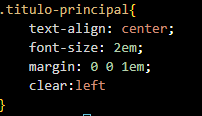 .titulo-principal{
    text-align: center;
    font-size: 2em;
    margin: 0 0 1em;
    clear:left
}